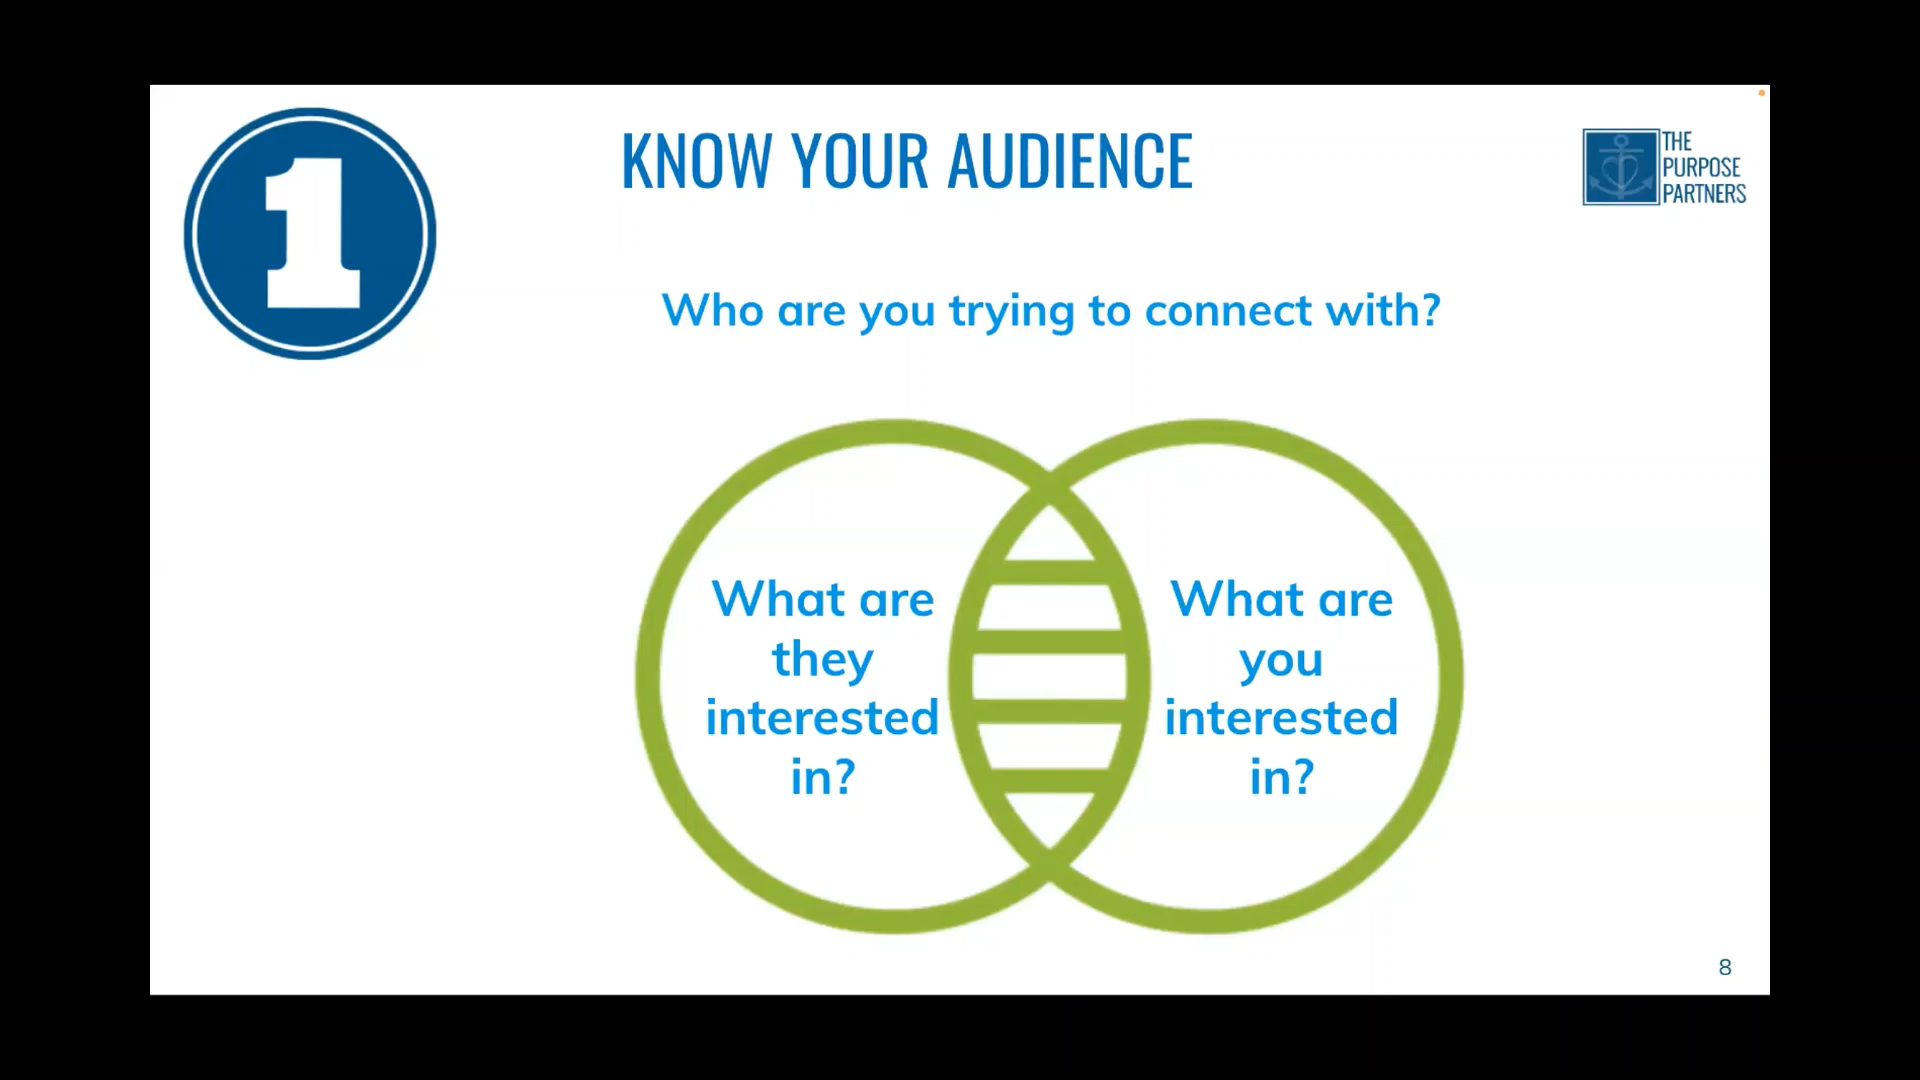 1
KNOW YOUR AUDIENCE
THE
PURPOSE
PARTNERS
Who are you trying to connect with?
What are
they
interested
in?
What are
you
interested
in?
8